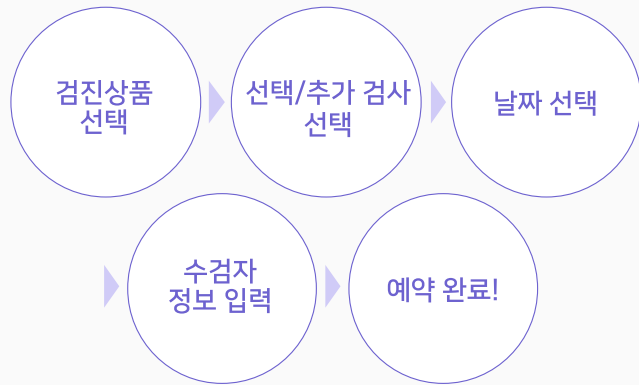 검진상품
선택
선택/추가 검사
선택
날짜 선택
수검자
정보 입력
예약 완료!